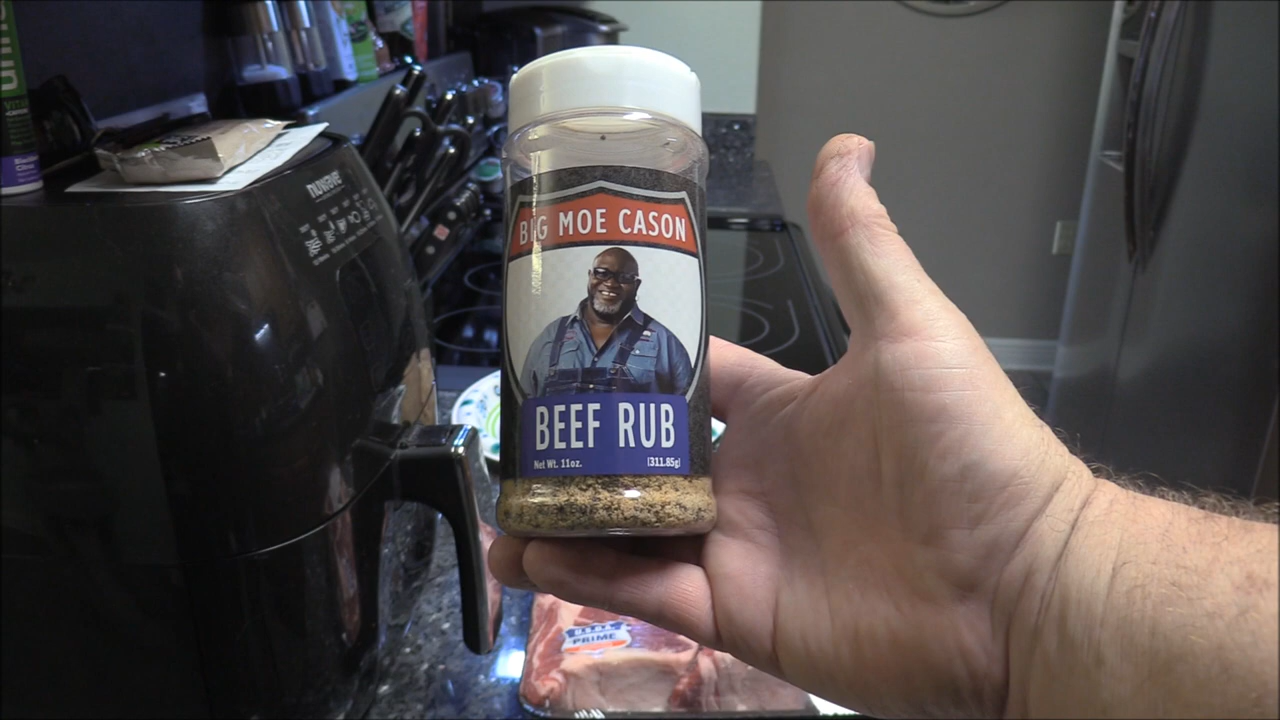 nuwave
BIG MOE CASON
BEEF RUB
Net Wt. 11oz. (311.85g)
U.S.D.A.
PRIME